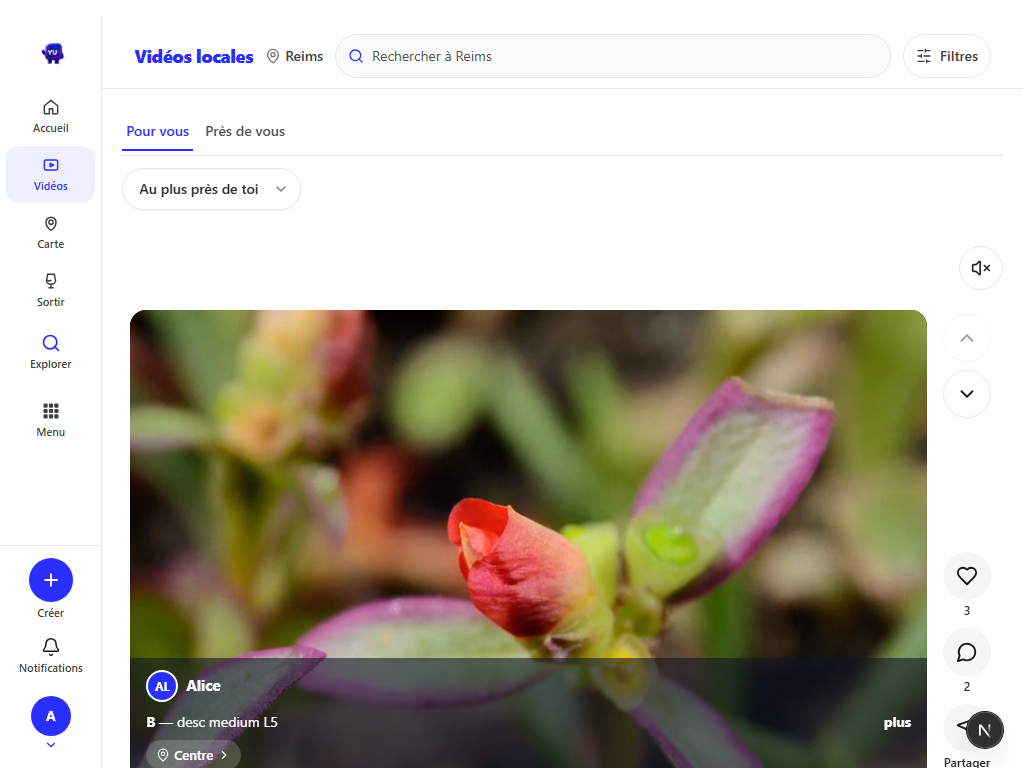 YU
Vidéos locales
Reims
Rechercher à Reims
Filtres
Accueil
Vidéos
Carte
Sortir
Explorer
Menu
Créer
Notifications
A
Pour vous
Près de vous
Au plus près de toi
AL
Alice
B — desc medium L5
plus
Centre
3
2
N
Partager